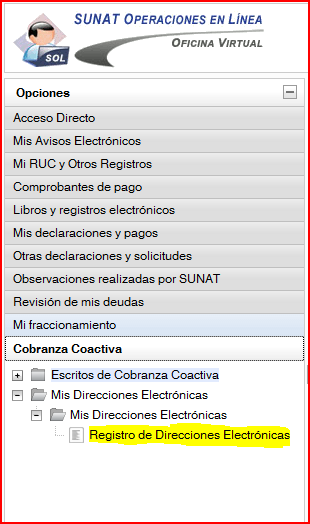 SUNAT OPERACIONES EN LÍNEA
OFICINA VIRTUAL
SOL
Opciones
Acceso Directo
Mis Avisos Electrónicos
Mi RUC y Otros Registros
Comprobantes de pago
Libros y registros electrónicos
Mis declaraciones y pagos
Otras declaraciones y solicitudes
Observaciones realizadas por SUNAT
Revisión de mis deudas
Mi fraccionamiento
Cobranza Coactiva
Escritos de Cobranza Coactiva
Mis Direcciones Electrónicas
Mis Direcciones Electrónicas
Registro de Direcciones Electrónicas